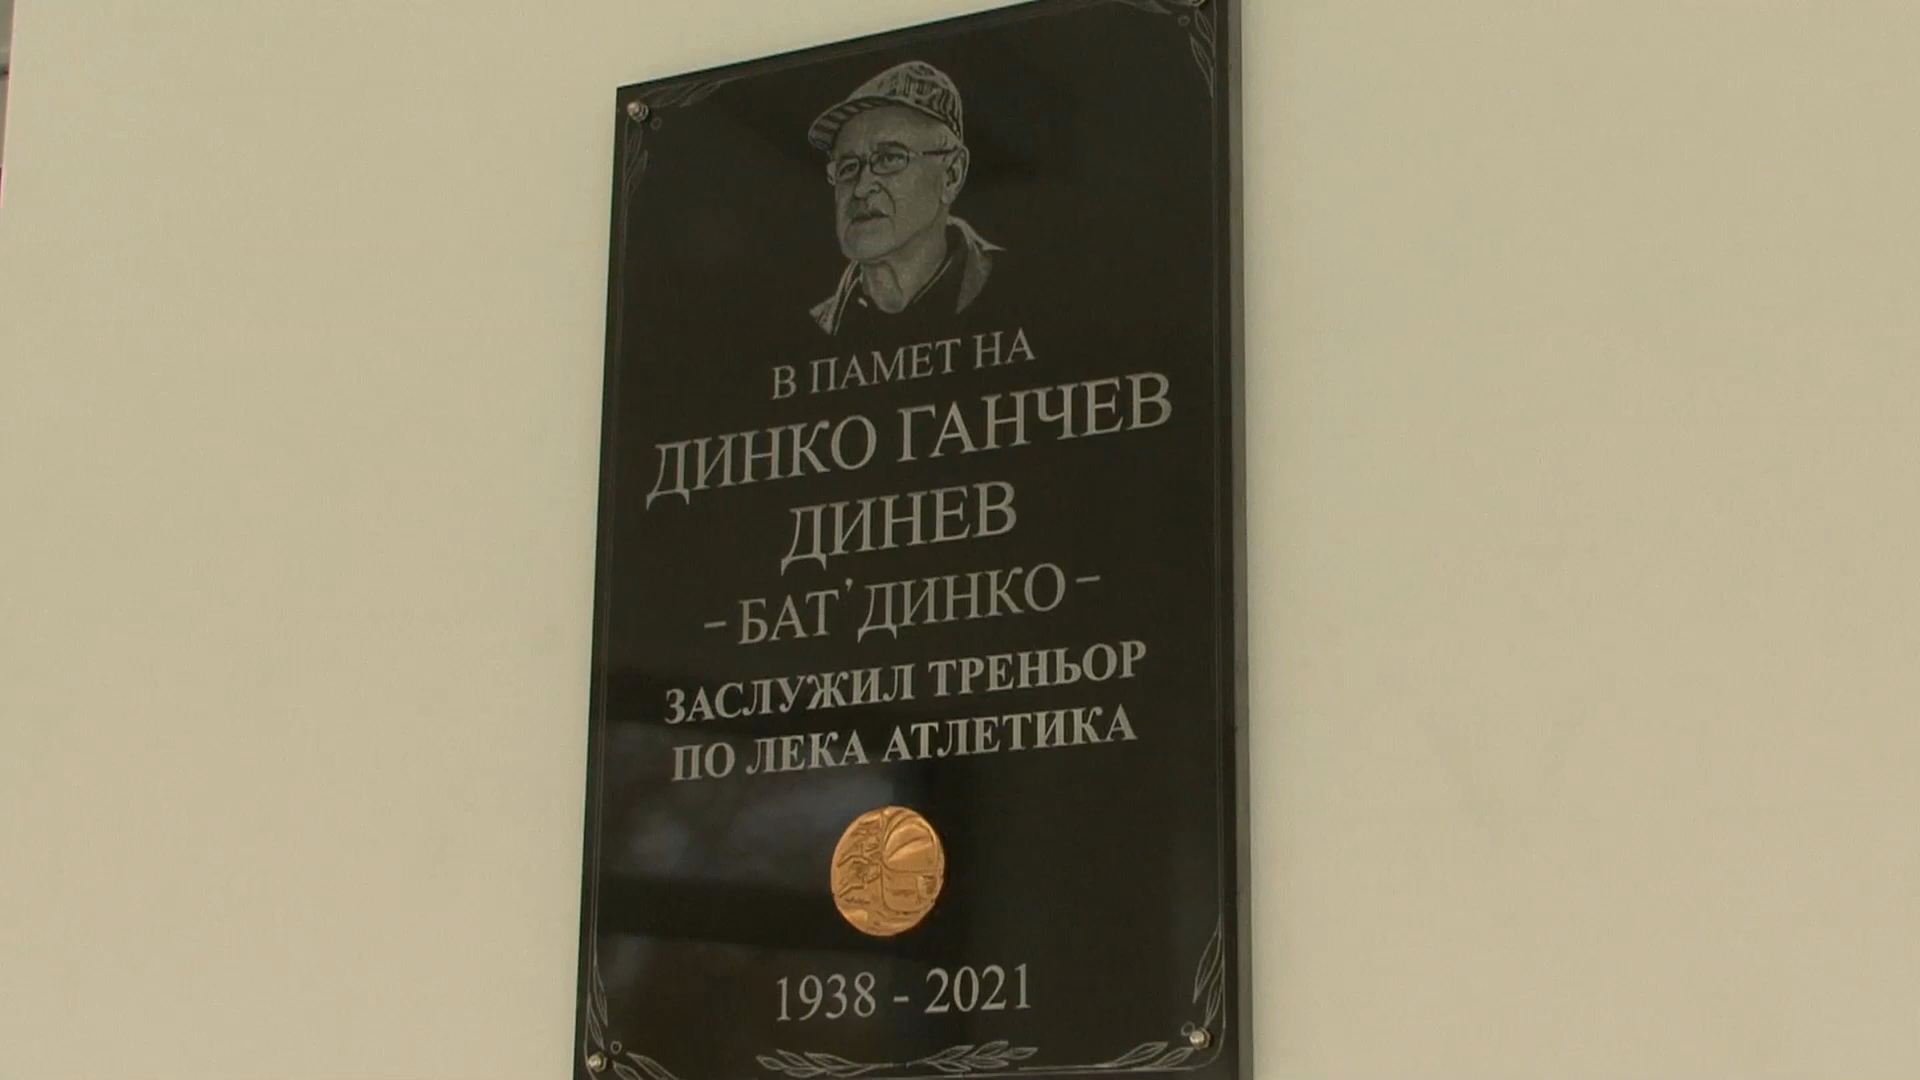 В ПАМЕТ НА
ДИНКО ГАНЧЕВ
ДИНЕВ
-БАТ'ДИНКО-
ЗАСЛУЖИЛ ТРЕНЬОР
ПО ЛЕКА АТЛЕТИКА
1938 - 2021